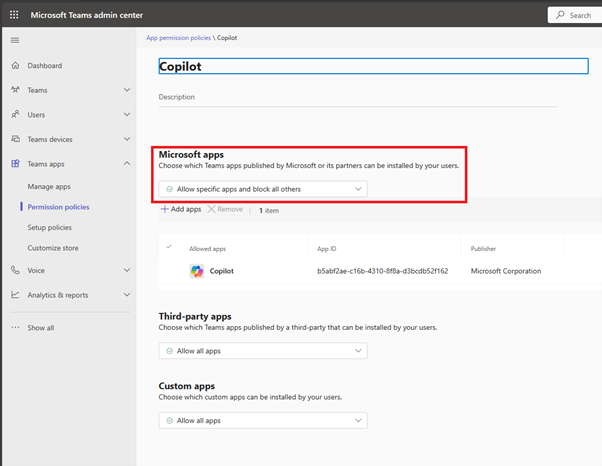 Microsoft Teams admin center
Search
App permission policies \ Copilot
Dashboard
Teams
Users
Teams devices
Teams apps
Manage apps
Permission policies
Setup policies
Customize store
Voice
Analytics & reports
Show all
Copilot
Description
Microsoft apps
Choose which Teams apps published by Microsoft or its partners can be installed by your users.
Allow specific apps and block all others
Add apps Remove | 1 item
Allowed apps App ID Publisher
Copilot b5abf2ae-c16b-4310-8f8a-d3bcdb52f162 Microsoft Corporation
Third-party apps
Choose which Teams apps published by a third-party that can be installed by your users.
Allow all apps
Custom apps
Choose which custom apps can be installed by your users.
Allow all apps